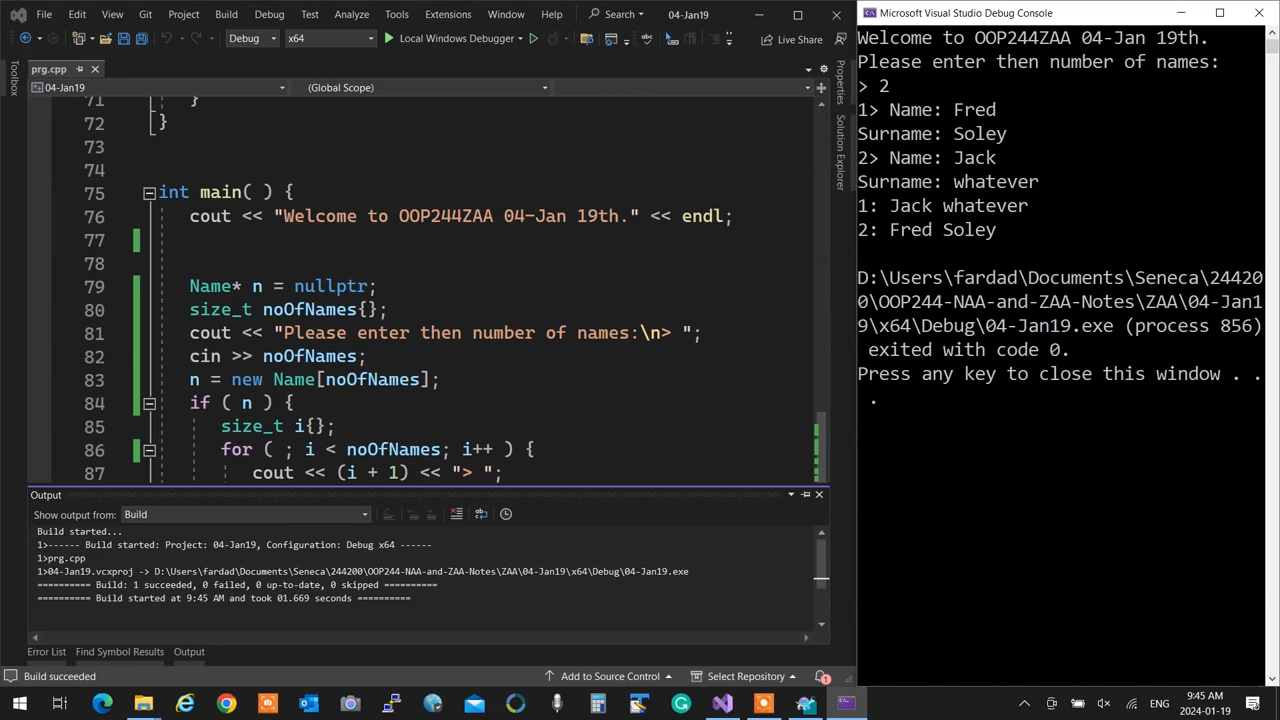 File Edit View Git Project Build Debug Test Analyze Tools Extensions Window Help Search 04-Jan19
Debug x64 Local Windows Debugger Live Share
prg.cpp
04-Jan19 (Global Scope)
Toolbox
71 }
72 }
73
74
75 int main( ) {
76 cout << "Welcome to OOP244ZAA 04-Jan 19th." << endl;
77
78
79 Name* n = nullptr;
80 size_t noOfNames{};
81 cout << "Please enter then number of names:\n> ";
82 cin >> noOfNames;
83 n = new Name[noOfNames];
84 if ( n ) {
85 size_t i{};
86 for ( ; i < noOfNames; i++ ) {
87 cout << (i + 1) << "> ";
Properties
Solution Explorer
Output
Show output from: Build
Build started...
1>------ Build started: Project: 04-Jan19, Configuration: Debug x64 ------
1>prg.cpp
1>04-Jan19.vcxproj -> D:\Users\fardad\Documents\Seneca\244200\OOP244-NAA-and-ZAA-Notes\ZAA\04-Jan19\x64\Debug\04-Jan19.exe
========== Build: 1 succeeded, 0 failed, 0 up-to-date, 0 skipped ==========
========== Build started at 9:45 AM and took 01.669 seconds ==========
Error List Find Symbol Results Output
Build succeeded Add to Source Control Select Repository 1
Microsoft Visual Studio Debug Console
Welcome to OOP244ZAA 04-Jan 19th.
Please enter then number of names:
> 2
1> Name: Fred
Surname: Soley
2> Name: Jack
Surname: whatever
1: Jack whatever
2: Fred Soley
D:\Users\fardad\Documents\Seneca\24420
0\OOP244-NAA-and-ZAA-Notes\ZAA\04-Jan1
9\x64\Debug\04-Jan19.exe (process 856)
exited with code 0.
Press any key to close this window . .
.
ENG
9:45 AM
2024-01-19